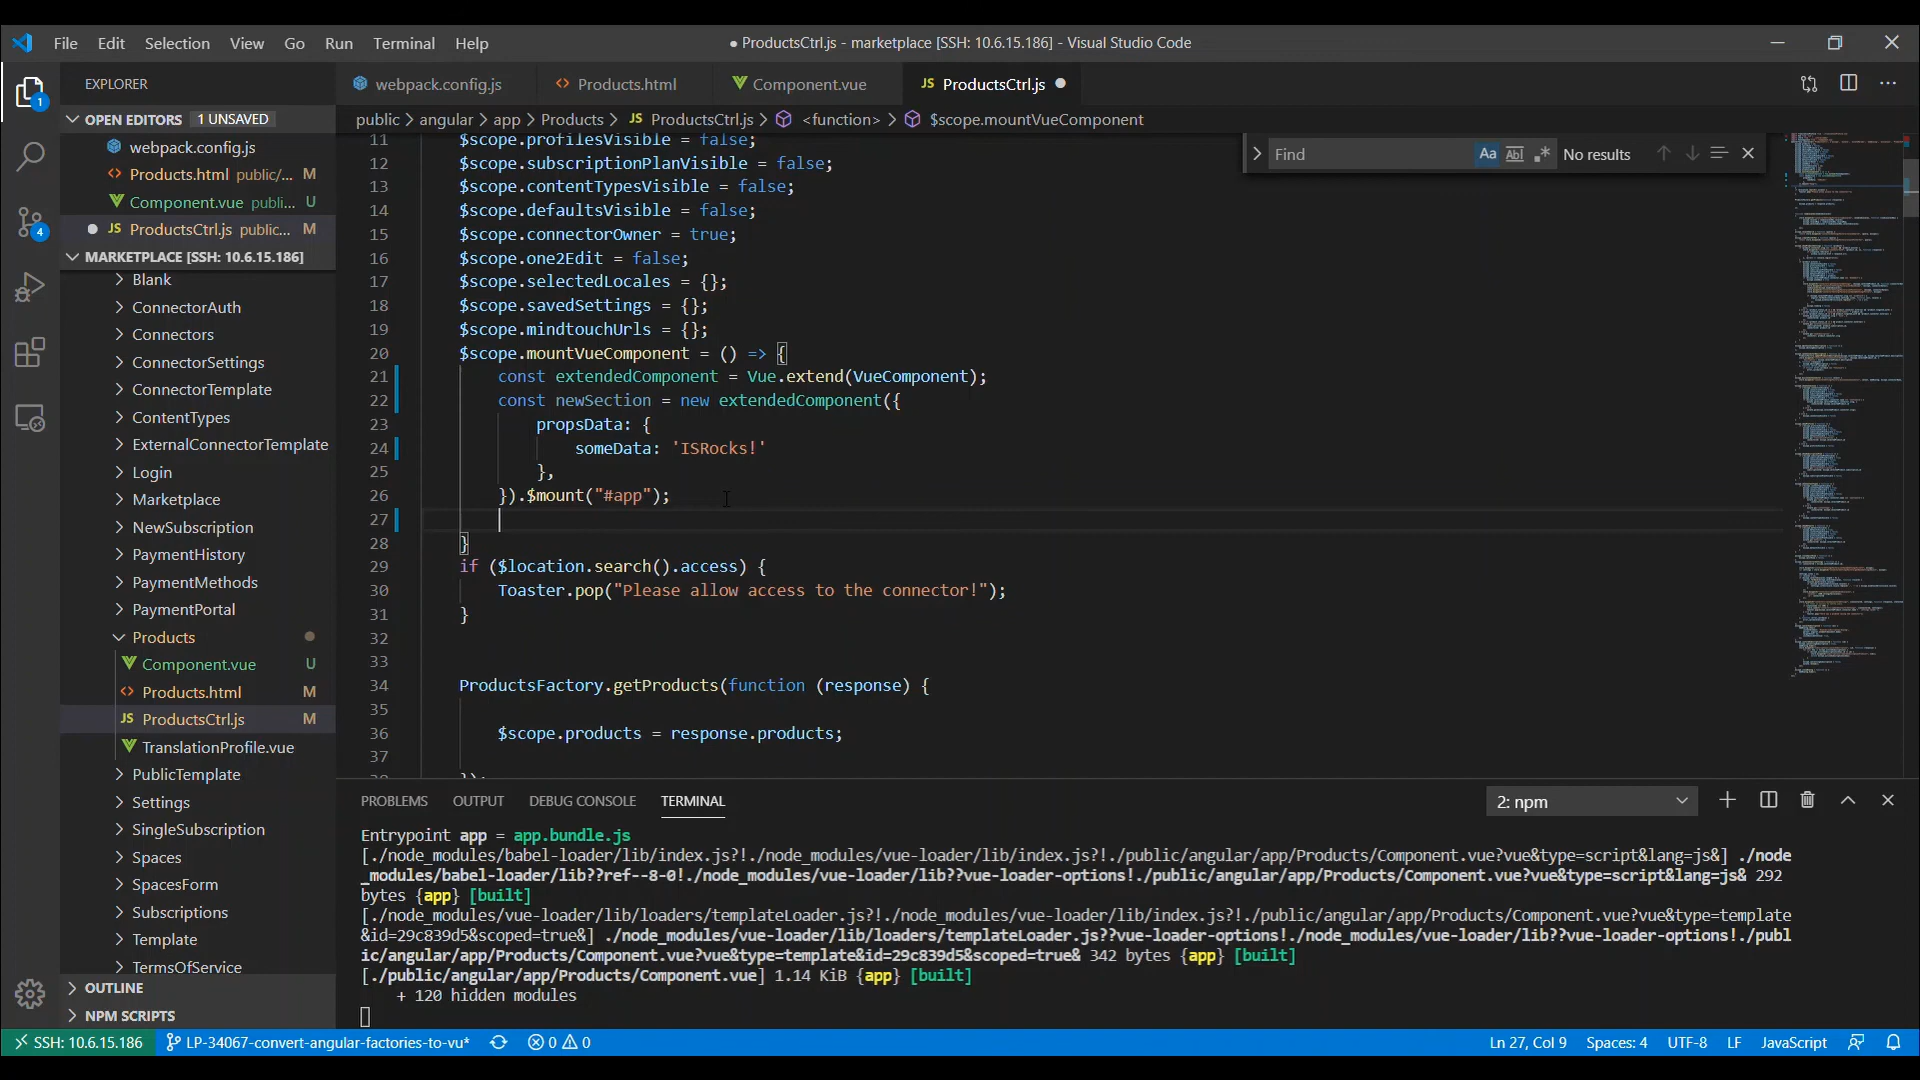 File Edit Selection View Go Run Terminal Help
● ProductsCtrl.js - marketplace [SSH: 10.6.15.186] - Visual Studio Code
EXPLORER
OPEN EDITORS 1 UNSAVED
webpack.config.js
Products.html public/... M
Component.vue publi... U
ProductsCtrl.js public... M
MARKETPLACE [SSH: 10.6.15.186]
Blank
ConnectorAuth
Connectors
ConnectorSettings
ConnectorTemplate
ContentTypes
ExternalConnectorTemplate
Login
Marketplace
NewSubscription
PaymentHistory
PaymentMethods
PaymentPortal
Products
Component.vue U
Products.html M
JS ProductsCtrl.js M
TranslationProfile.vue
PublicTemplate
Settings
SingleSubscription
Spaces
SpacesForm
Subscriptions
Template
TermsOfService
OUTLINE
NPM SCRIPTS
1
4
webpack.config.js Products.html Component.vue JS ProductsCtrl.js
public > angular > app > Products > JS ProductsCtrl.js > <function> > $scope.mountVueComponent
Find Aa Abl .* No results
11 $scope.profilesVisible = false;
12 $scope.subscriptionPlanVisible = false;
13 $scope.contentTypesVisible = false;
14 $scope.defaultsVisible = false;
15 $scope.connectorOwner = true;
16 $scope.one2Edit = false;
17 $scope.selectedLocales = {};
18 $scope.savedSettings = {};
19 $scope.mindtouchUrls = {};
20 $scope.mountVueComponent = () => {
21 const extendedComponent = Vue.extend(VueComponent);
22 const newSection = new extendedComponent({
23 propsData: {
24 someData: 'ISRocks!'
25 },
26 }).$mount("#app");
27
28 }
29 if ($location.search().access) {
30 Toaster.pop("Please allow access to the connector!");
31 }
32
33
34 ProductsFactory.getProducts(function (response) {
35
36 $scope.products = response.products;
37
38 });
PROBLEMS OUTPUT DEBUG CONSOLE TERMINAL 2: npm
Entrypoint app = app.bundle.js
[./node_modules/babel-loader/lib/index.js?!./node_modules/vue-loader/lib/index.js?!./public/angular/app/Products/Component.vue?vue&type=script&lang=js&] ./node
_modules/babel-loader/lib??ref--8-0!./node_modules/vue-loader/lib??vue-loader-options!./public/angular/app/Products/Component.vue?vue&type=script&lang=js& 292
bytes {app} [built]
[./node_modules/vue-loader/lib/loaders/templateLoader.js?!./node_modules/vue-loader/lib/index.js?!./public/angular/app/Products/Component.vue?vue&type=template
&id=29c839d5&scoped=true&] ./node_modules/vue-loader/lib/loaders/templateLoader.js??vue-loader-options!./node_modules/vue-loader/lib??vue-loader-options!./publ
ic/angular/app/Products/Component.vue?vue&type=template&id=29c839d5&scoped=true& 342 bytes {app} [built]
[./public/angular/app/Products/Component.vue] 1.14 KiB {app} [built]
+ 120 hidden modules
SSH: 10.6.15.186 LP-34067-convert-angular-factories-to-vu* 0 0 Ln 27, Col 9 Spaces: 4 UTF-8 LF JavaScript